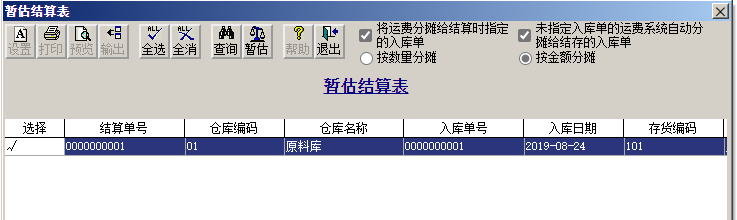 暂估结算表
设置 打印 预览 输出 全选 全消 查询 暂估 帮助 退出
ALL ALL
将运费分摊给结算时指定的入库单
按数量分摊
未指定入库单的运费系统自动分摊给结存的入库单
按金额分摊
暂估结算表
选择 结算单号 仓库编码 仓库名称 入库单号 入库日期 存货编码
0000000001 01 原料库 0000000001 2019-08-24 101